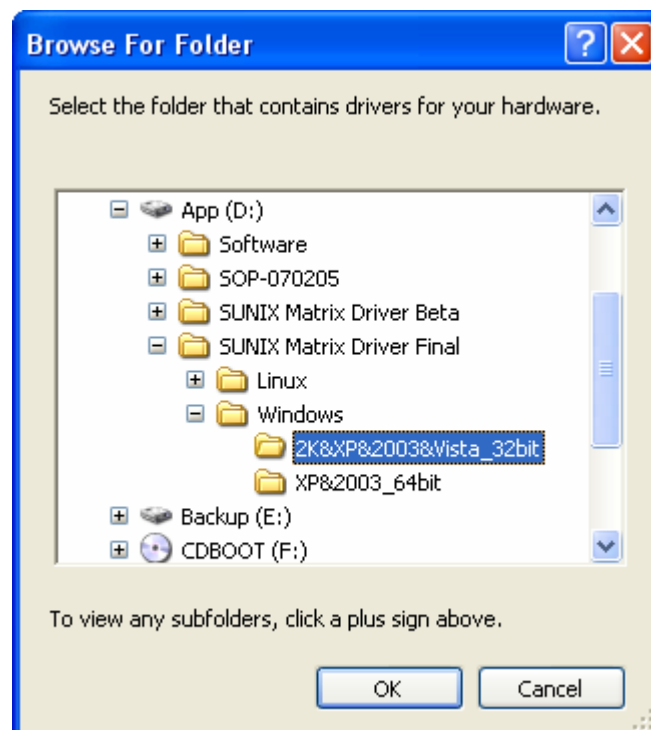 Browse For Folder
Select the folder that contains drivers for your hardware.
App (D:)
Software
SOP-070205
SUNIX Matrix Driver Beta
SUNIX Matrix Driver Final
Linux
Windows
2K&XP&2003&Vista_32bit
XP&2003_64bit
Backup (E:)
CDBOOT (F:)
To view any subfolders, click a plus sign above.
OK Cancel